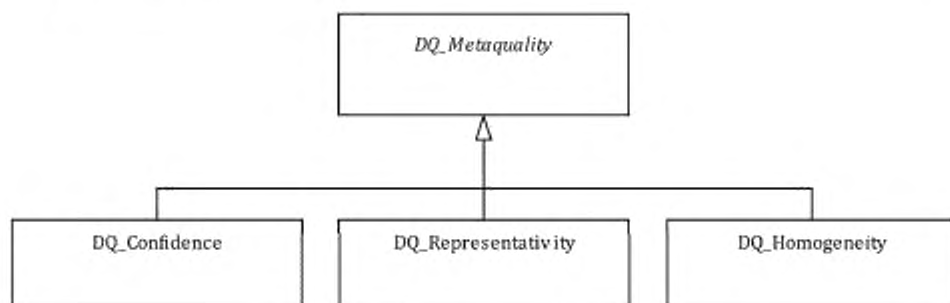 DQ_Metaquality
DQ_Confidence
DQ_Representativity
DQ_Homogeneity